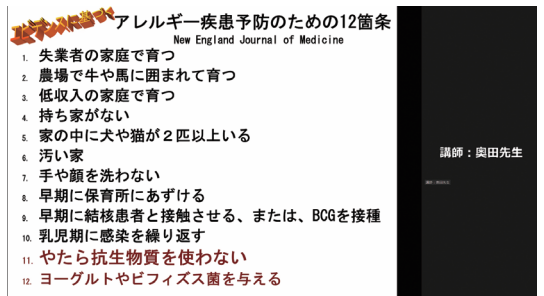 エビデンスに基づく
アレルギー疾患予防のための12箇条
New England Journal of Medicine
1. 失業者の家庭で育つ
2. 農場で牛や馬に囲まれて育つ
3. 低収入の家庭で育つ
4. 持ち家がない
5. 家の中に犬や猫が２匹以上いる
6. 汚い家
7. 手や顔を洗わない
8. 早期に保育所にあずける
9. 早期に結核患者と接触させる、または、BCGを接種
10. 乳児期に感染を繰り返す
11. やたら抗生物質を使わない
12. ヨーグルトやビフィズス菌を与える
講師：奥田先生